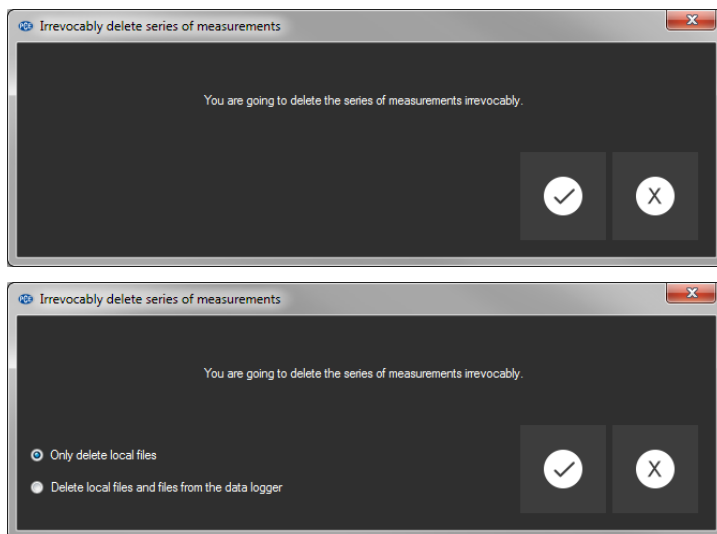 PCE Irrevocably delete series of measurements
You are going to delete the series of measurements irrevocably.
X
PCE Irrevocably delete series of measurements
You are going to delete the series of measurements irrevocably.
Only delete local files
Delete local files and files from the data logger
X